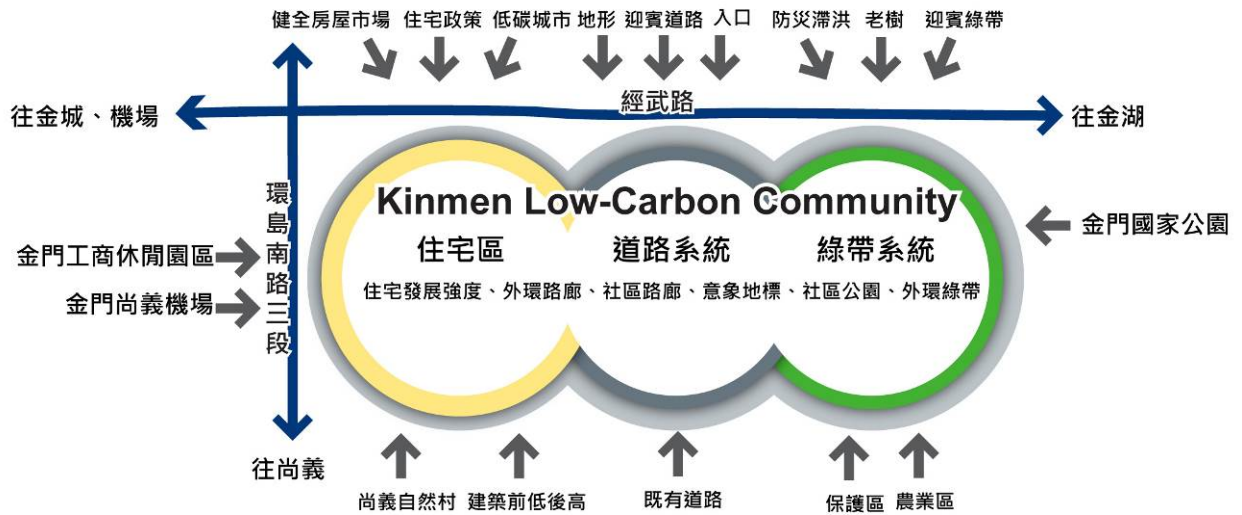 健全房屋市場 住宅政策 低碳城市 地形 迎賓道路 入口 防災滯洪 老樹 迎賓綠帶
經武路
往金城、機場
往金湖
Kinmen Low-Carbon Community
住宅區 道路系統 綠帶系統
住宅發展強度、外環路廊、社區路廊、意象地標、社區公園、外環綠帶
環島南路三段
金門工商休閒園區
金門尚義機場
金門國家公園
往尚義
尚義自然村 建築前低後高 既有道路 保護區 農業區